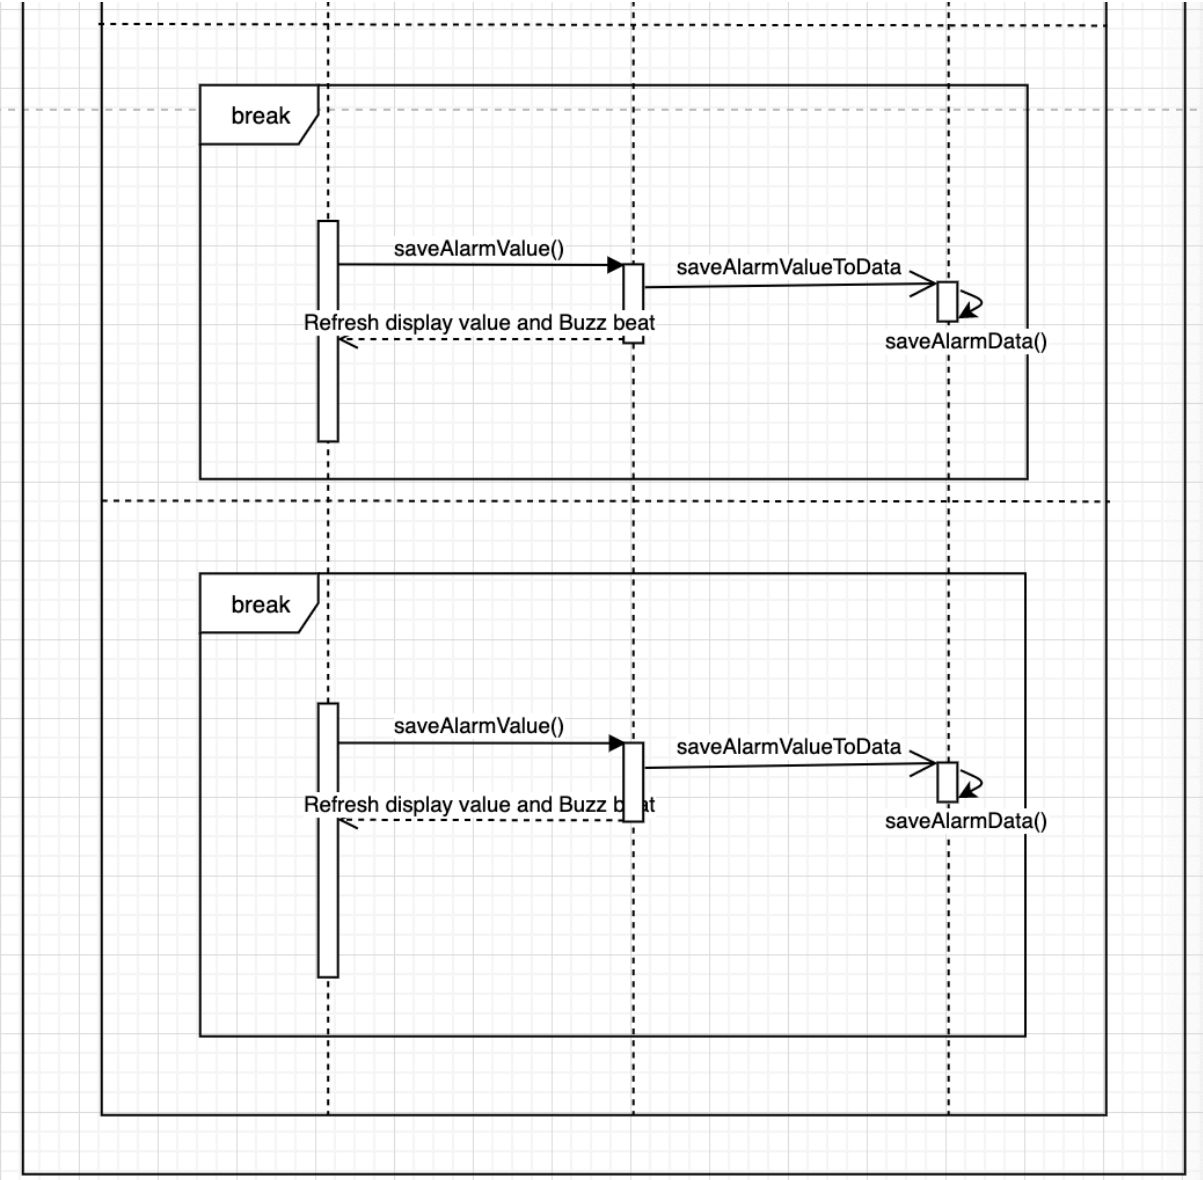 break
saveAlarmValue()
saveAlarmValueToData
Refresh display value and Buzz beat
saveAlarmData()
break
saveAlarmValue()
saveAlarmValueToData
Refresh display value and Buzz b at
saveAlarmData()